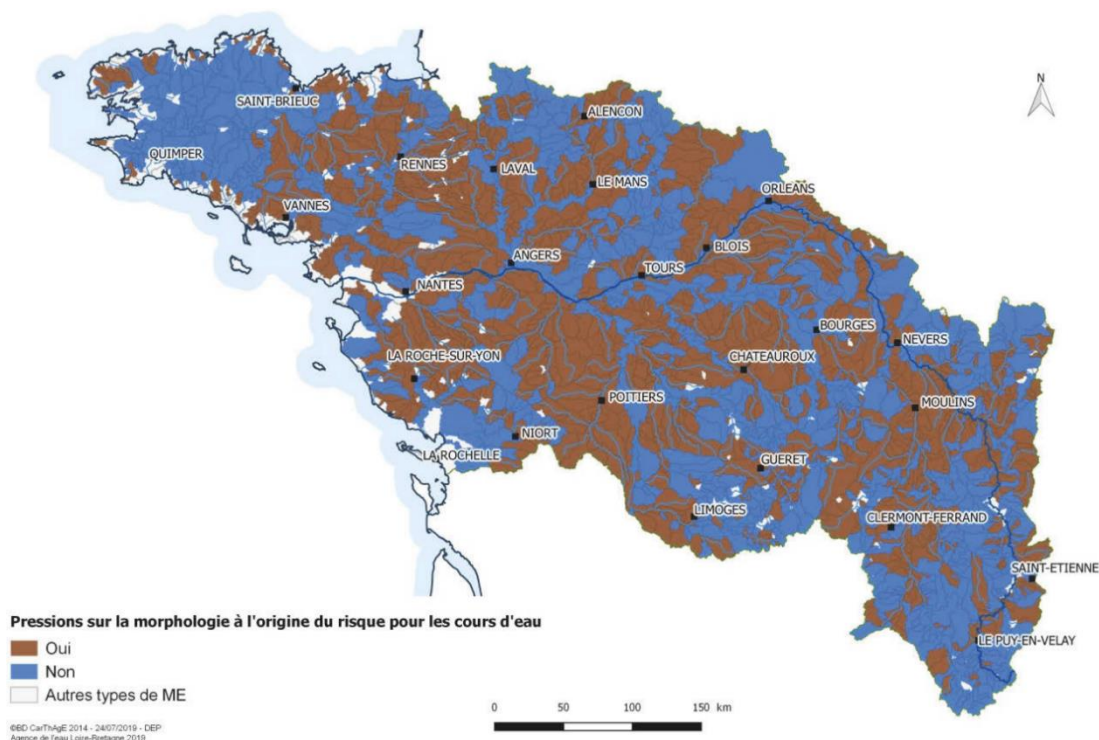 N
ALENCON
SAINT-BRIEUC
QUIMPER
RENNES
LAVAL
LE MANS
ORLEANS
VANNES
BLOIS
ANGERS
TOURS
NANTES
BOURGES
NEVERS
LA ROCHE-SUR-YON
CHATEAUROUX
POITIERS
MOULINS
NIORT
LA ROCHELLE
GUERET
LIMOGES
CLERMONT-FERRAND
SAINT-ETIENNE
LE PUY-EN-VELAY
Pressions sur la morphologie à l'origine du risque pour les cours d'eau
Oui
Non
Autres types de ME
0 50 100 150 km
©BD CarThAgE 2014 - 24/07/2019 - DEP
Agence de l'eau Loire-Bretagne 2019